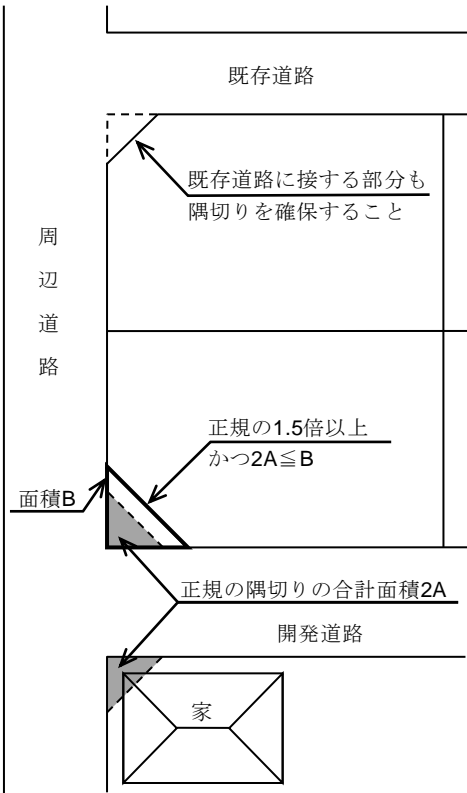 既存道路
既存道路に接する部分も
隅切りを確保すること
周辺道路
正規の1.5倍以上
かつ2A≦B
面積B
正規の隅切りの合計面積2A
開発道路
家